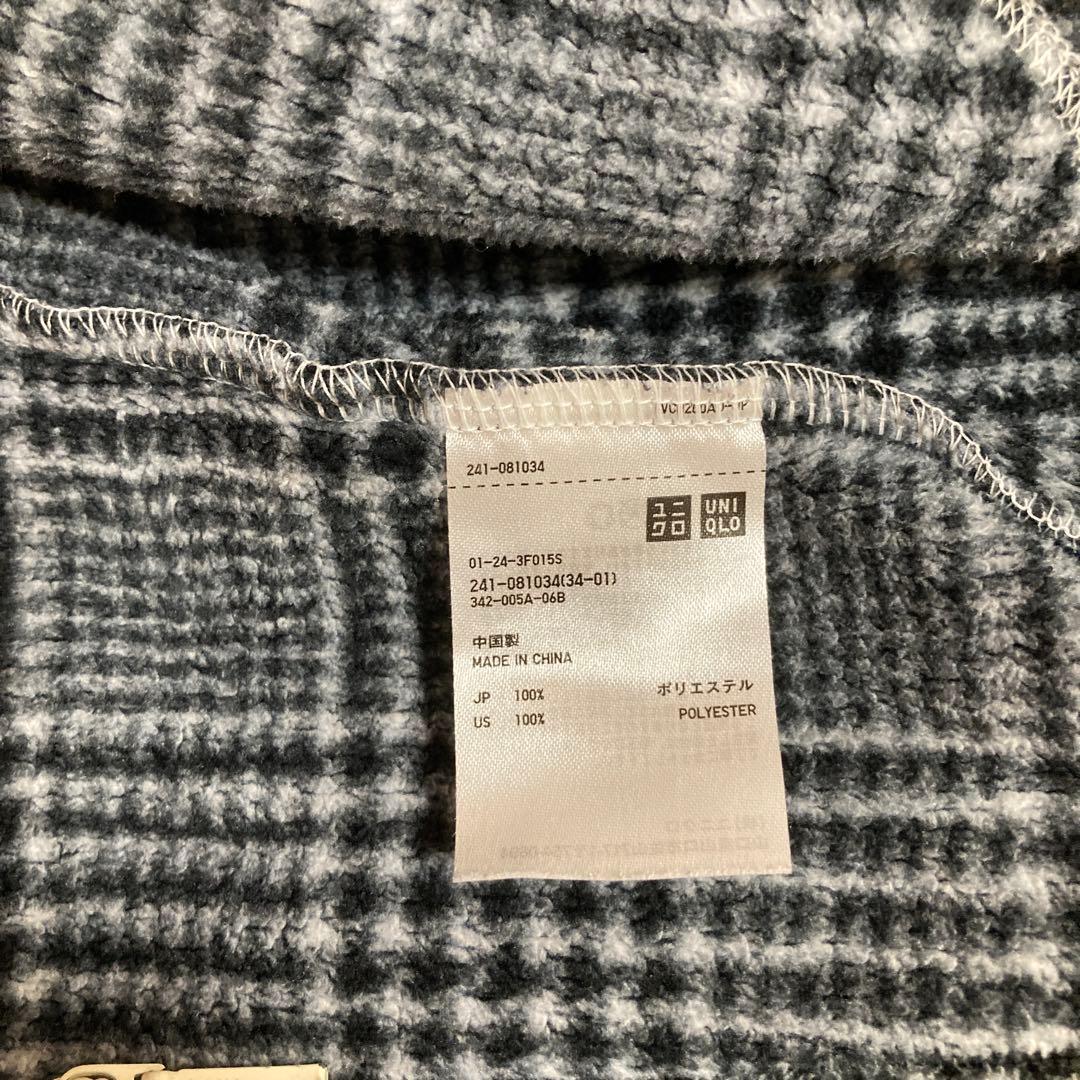 241-081034
ユニ
クロ
UNI
QLO
01-24-3F015S
241-081034(34-01)
342-005A-06B
中国製
MADE IN CHINA
JP 100% ポリエステル
US 100% POLYESTER